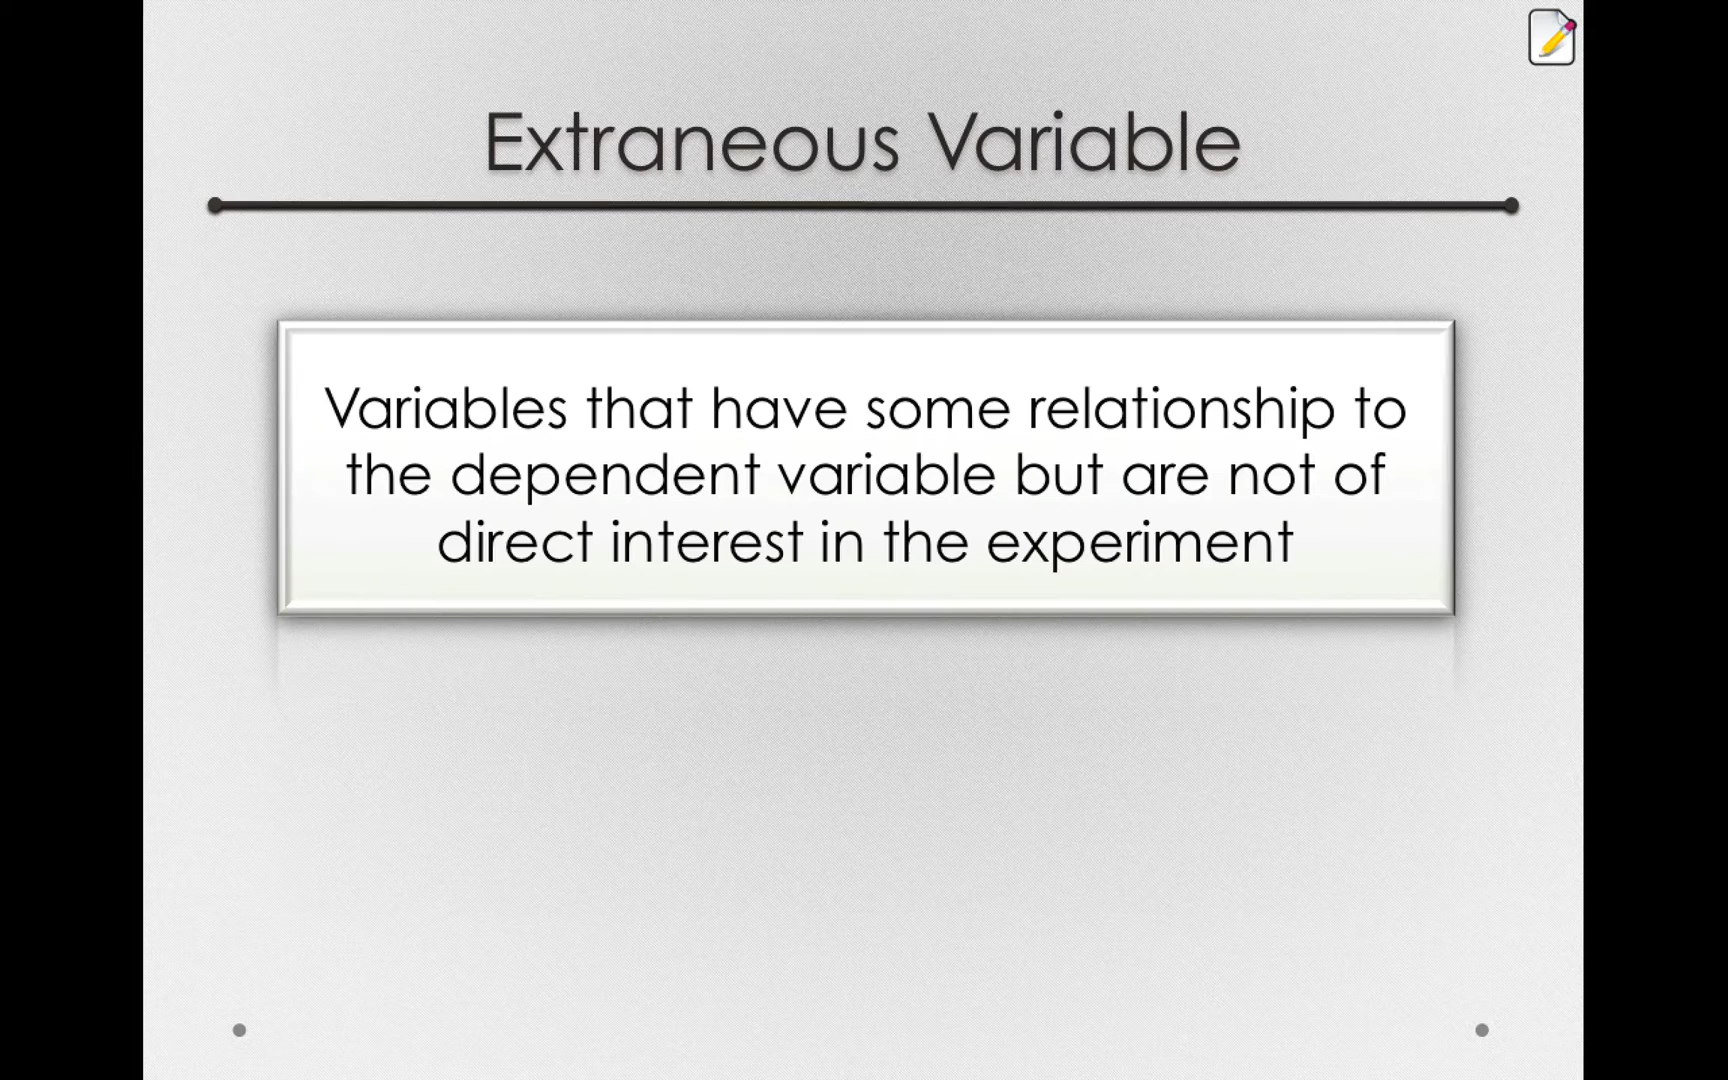 Extraneous Variable
Variables that have some relationship to
the dependent variable but are not of
direct interest in the experiment